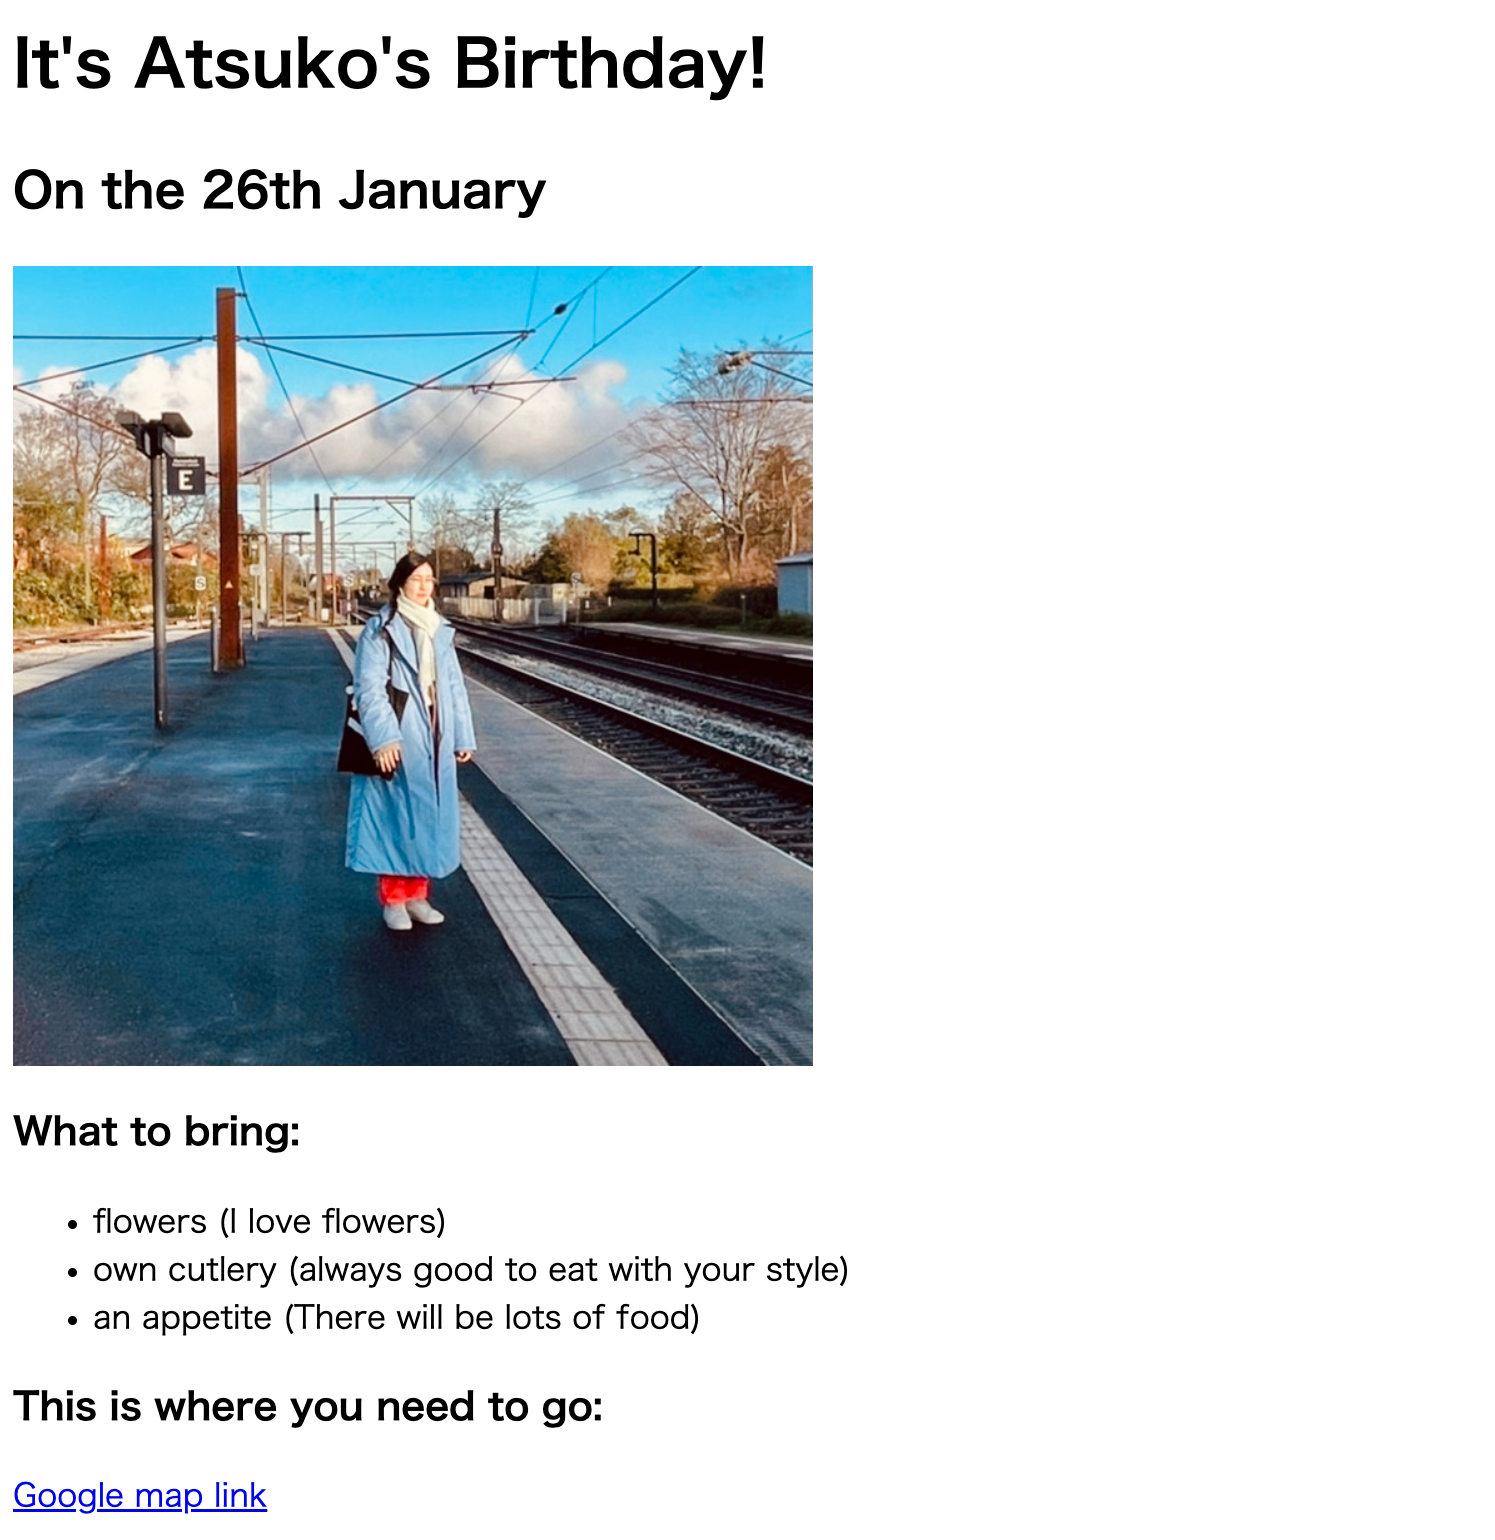 It's Atsuko's Birthday!
On the 26th January
E
S
S
S
What to bring:
flowers (I love flowers)
own cutlery (always good to eat with your style)
an appetite (There will be lots of food)
This is where you need to go:
Google map link